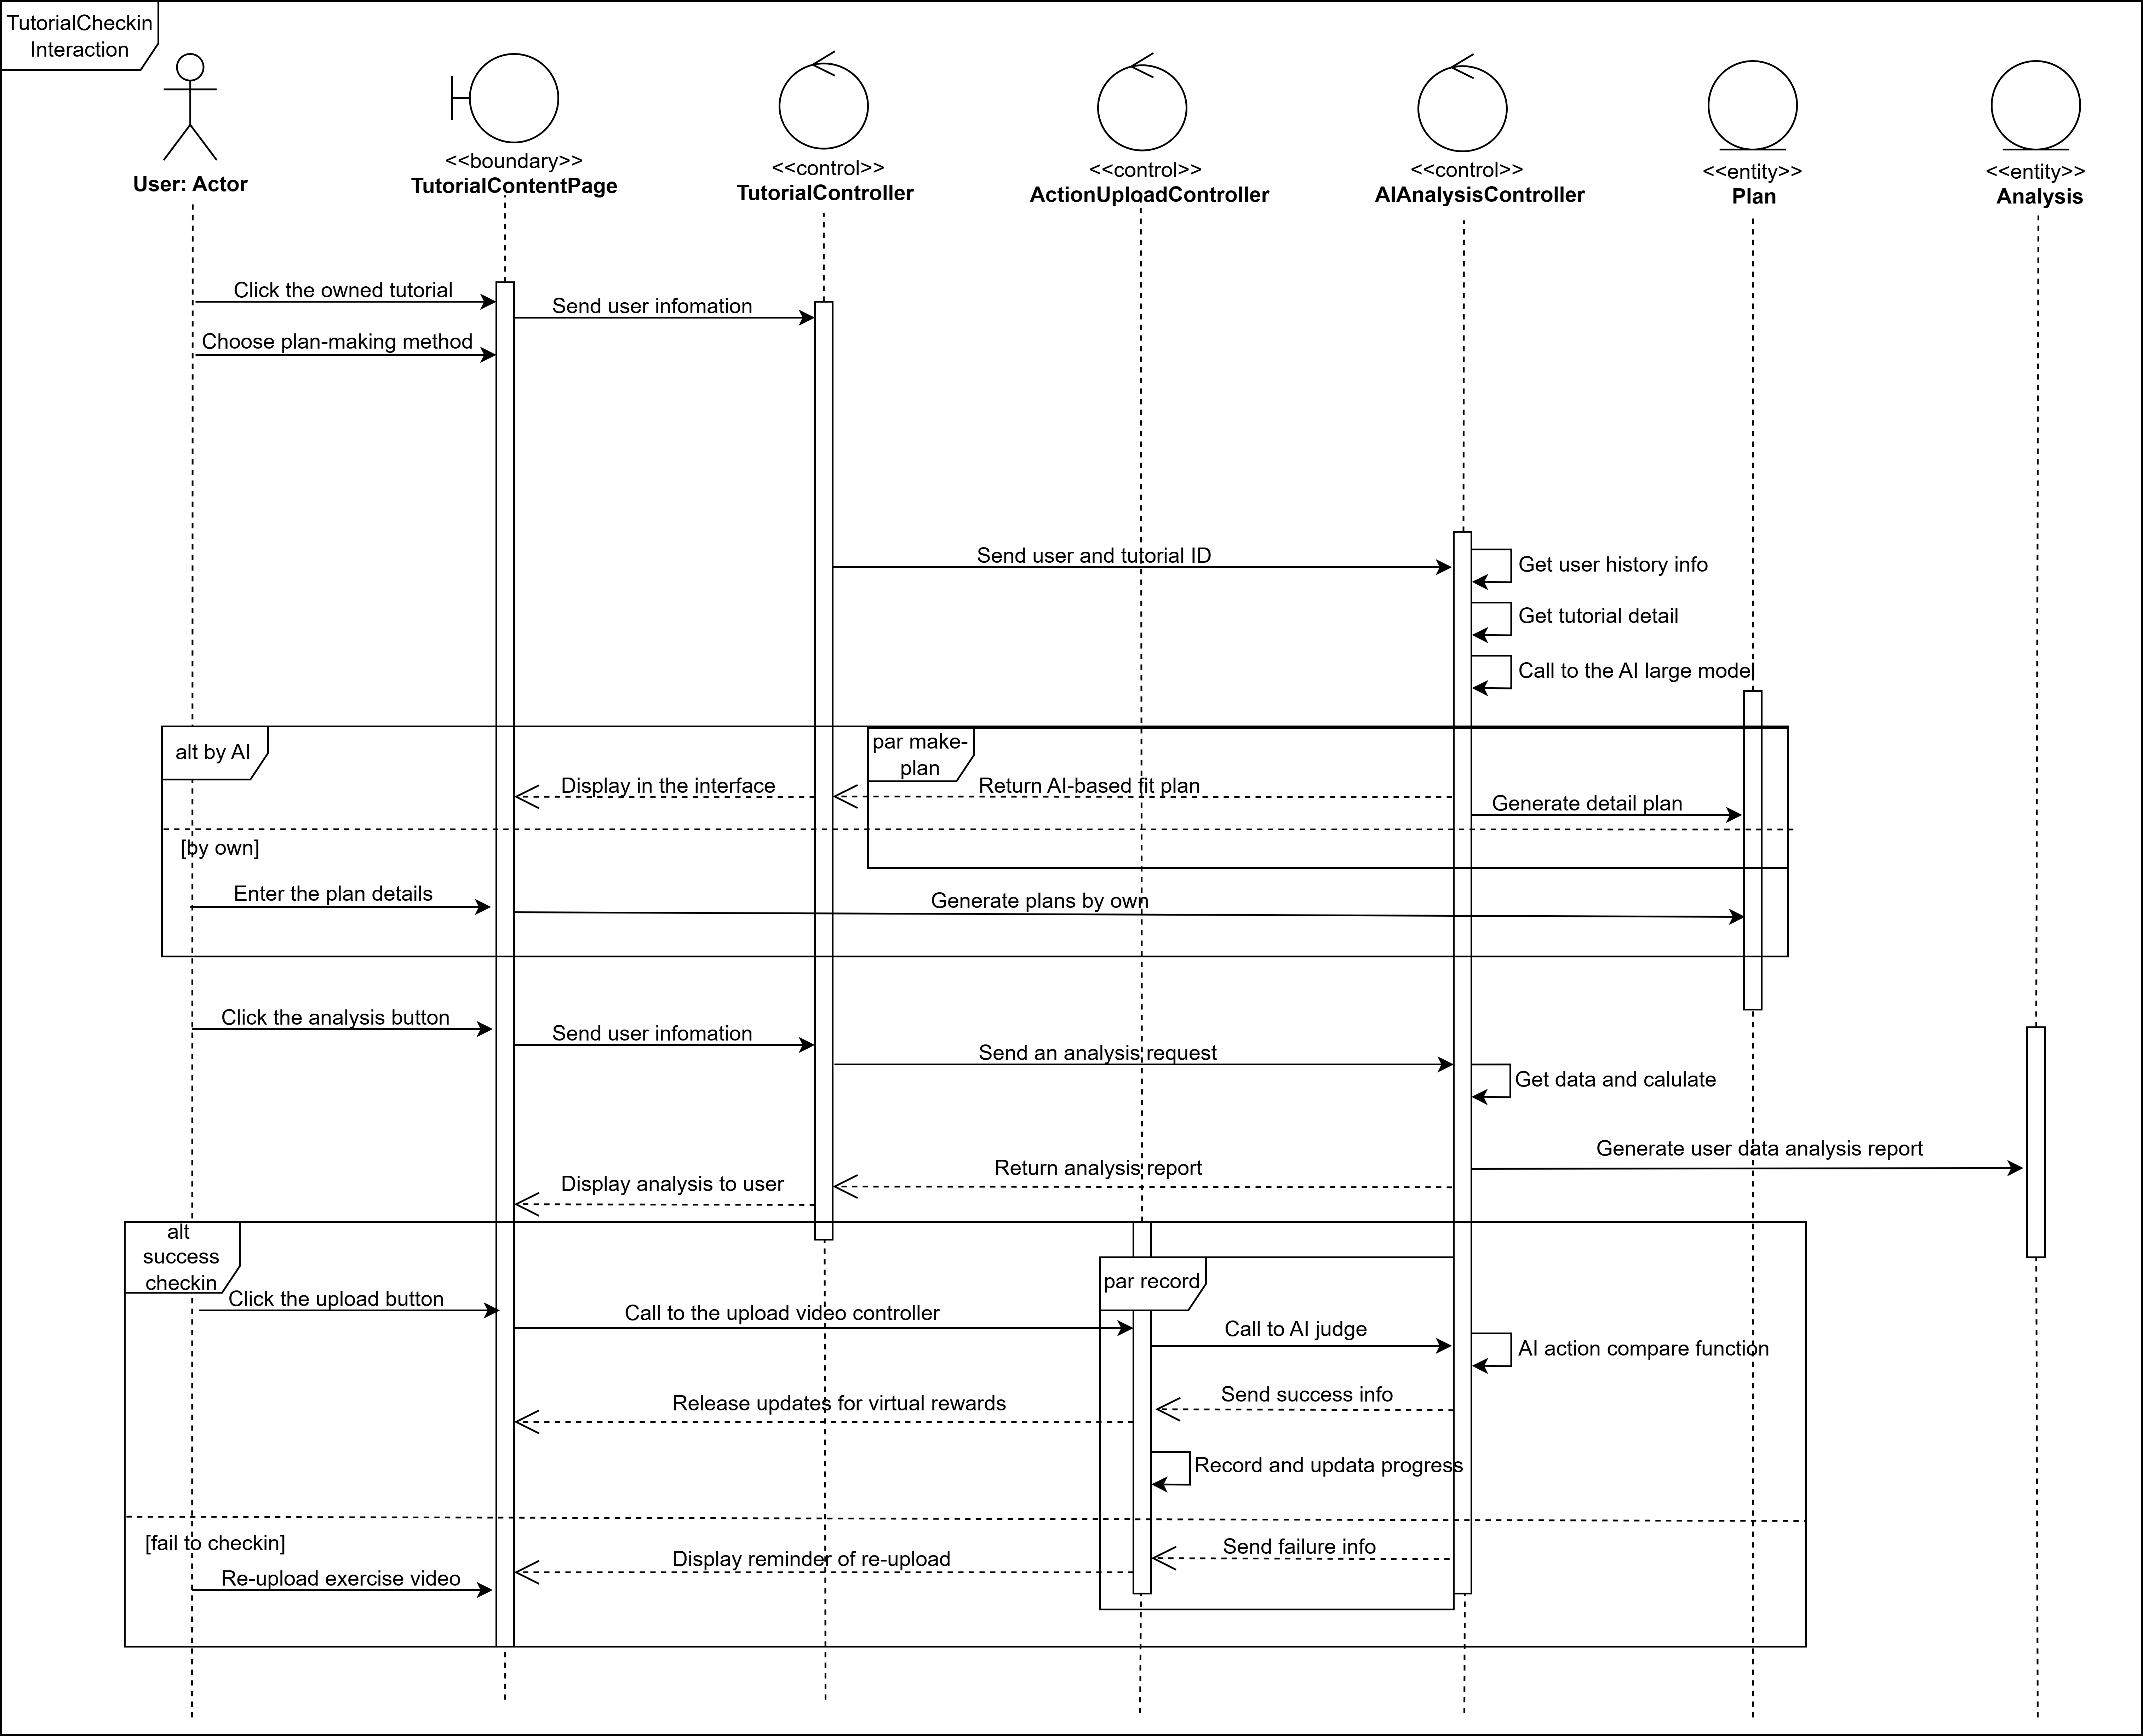 TutorialCheckin
Interaction
<<boundary>>
TutorialContentPage
<<control>>
TutorialController
<<control>>
ActionUploadController
<<control>>
AIAnalysisController
<<entity>>
Plan
<<entity>>
Analysis
User: Actor
Click the owned tutorial
Send user infomation
Choose plan-making method
Send user and tutorial ID
Get user history info
Get tutorial detail
Call to the AI large model
alt by AI
par make-
plan
Display in the interface
Return AI-based fit plan
Generate detail plan
[by own]
Enter the plan details
Generate plans by own
Click the analysis button
Send user infomation
Send an analysis request
Get data and calulate
Generate user data analysis report
Return analysis report
Display analysis to user
alt
success
checkin
par record
Click the upload button
Call to the upload video controller
Call to AI judge
AI action compare function
Send success info
Release updates for virtual rewards
Record and updata progress
[fail to checkin]
Send failure info
Display reminder of re-upload
Re-upload exercise video